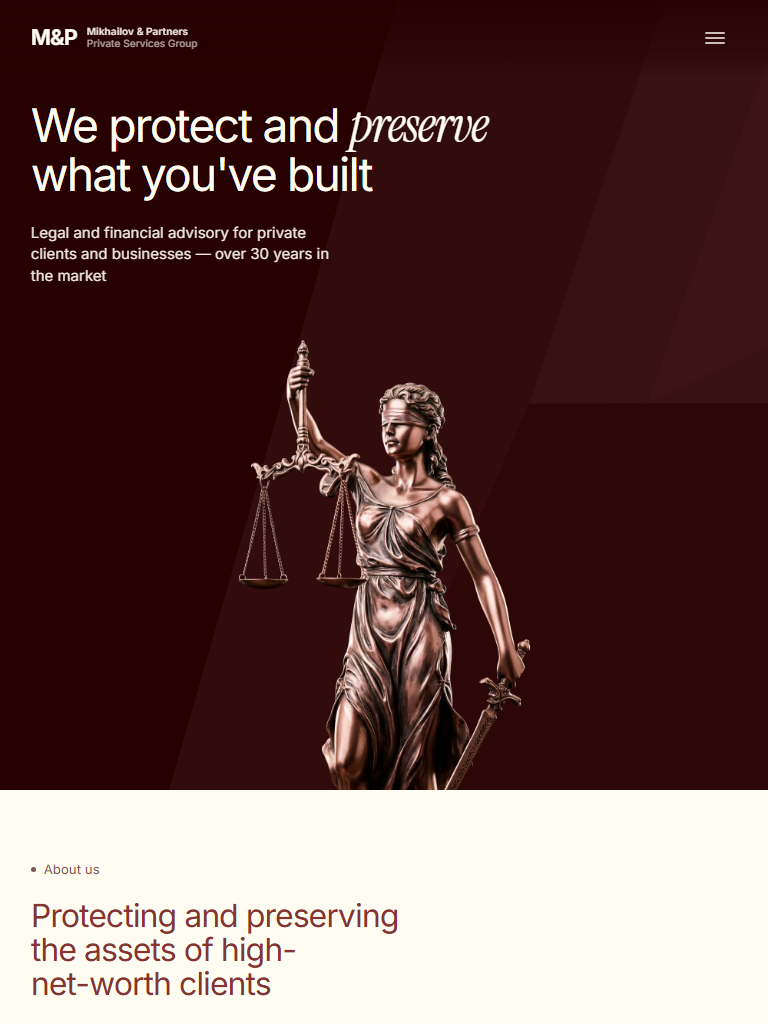 M&P
Mikhailov & Partners
Private Services Group
We protect and preserve
what you've built
Legal and financial advisory for private
clients and businesses — over 30 years in
the market
About us
Protecting and preserving
the assets of high-
net-worth clients